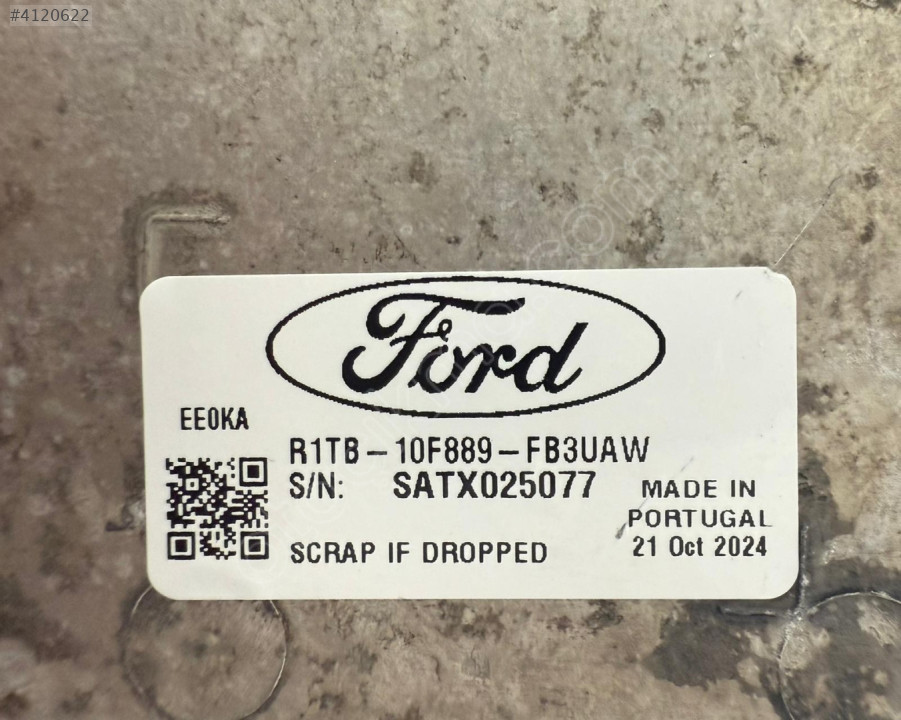 #4120622
Ford
EE0KA
R1TB-10F889-FB3UAW
S/N: SATX025077
MADE IN
PORTUGAL
SCRAP IF DROPPED
21 Oct 2024